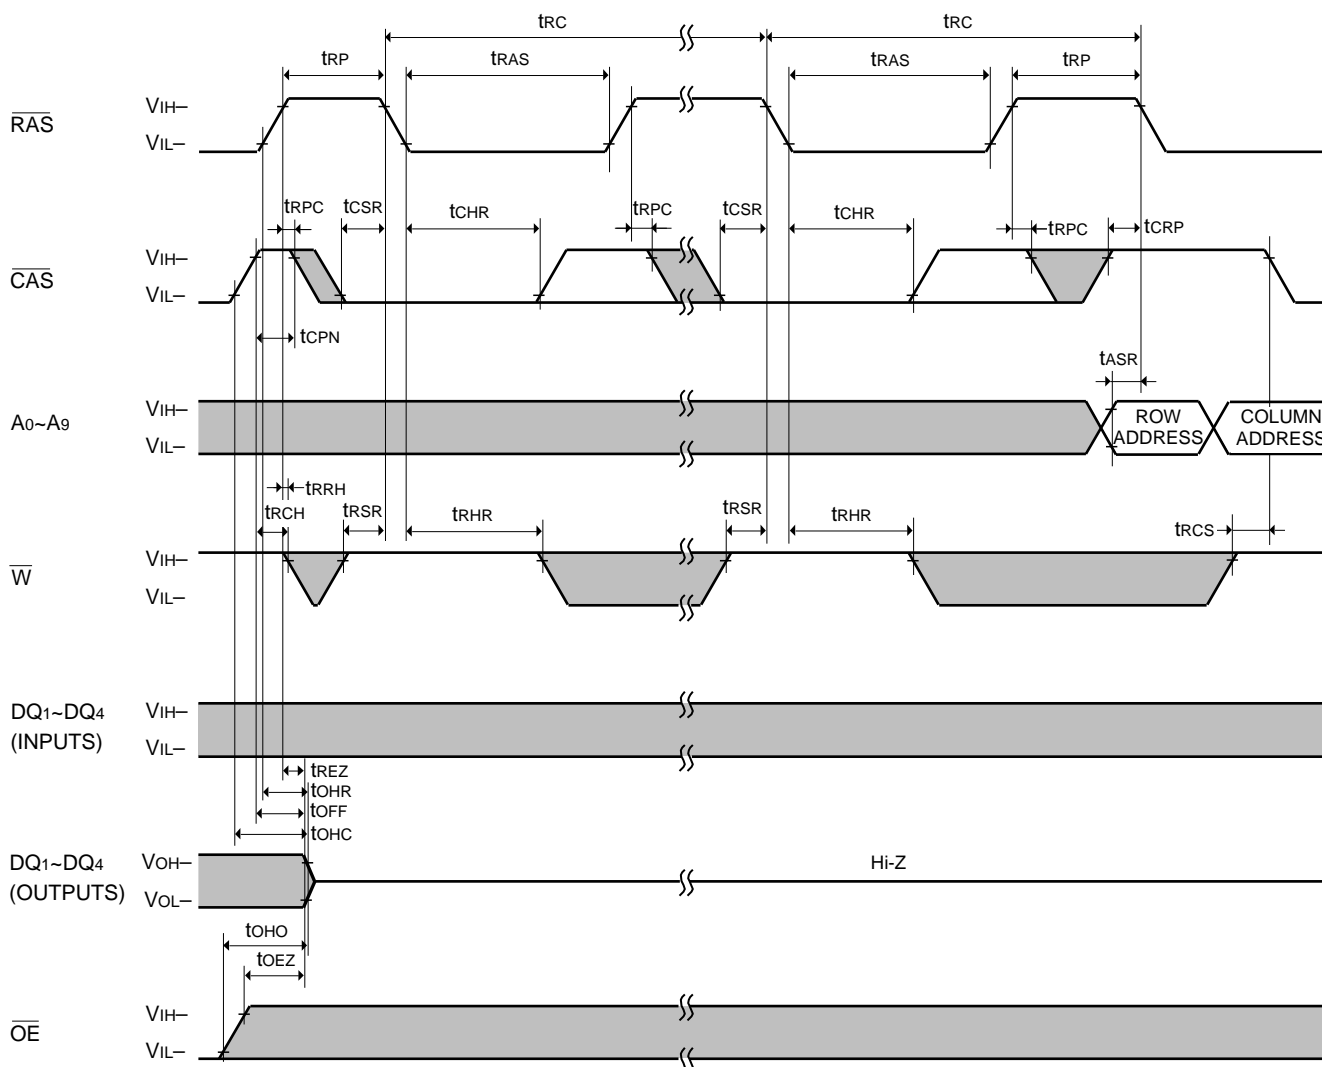 tRC tRC
tRP tRAS tRAS tRP
RAS VIH–
VIL–
tRPC tCSR tCHR tRPC tCSR tCHR tRPC tCRP
CAS VIH–
VIL–
tCPN
tASR
A0~A9 VIH– ROW COLUMN
VIL– ADDRESS ADDRESS
tRRH
tRCH tRSR tRHR tRSR tRHR tRCS
W VIH–
VIL–
DQ1~DQ4 VIH–
(INPUTS) VIL–
tREZ
tOHR
tOFF
tOHC
DQ1~DQ4 VOH– Hi-Z
(OUTPUTS) VOL–
tOHO
tOEZ
OE VIH–
VIL–